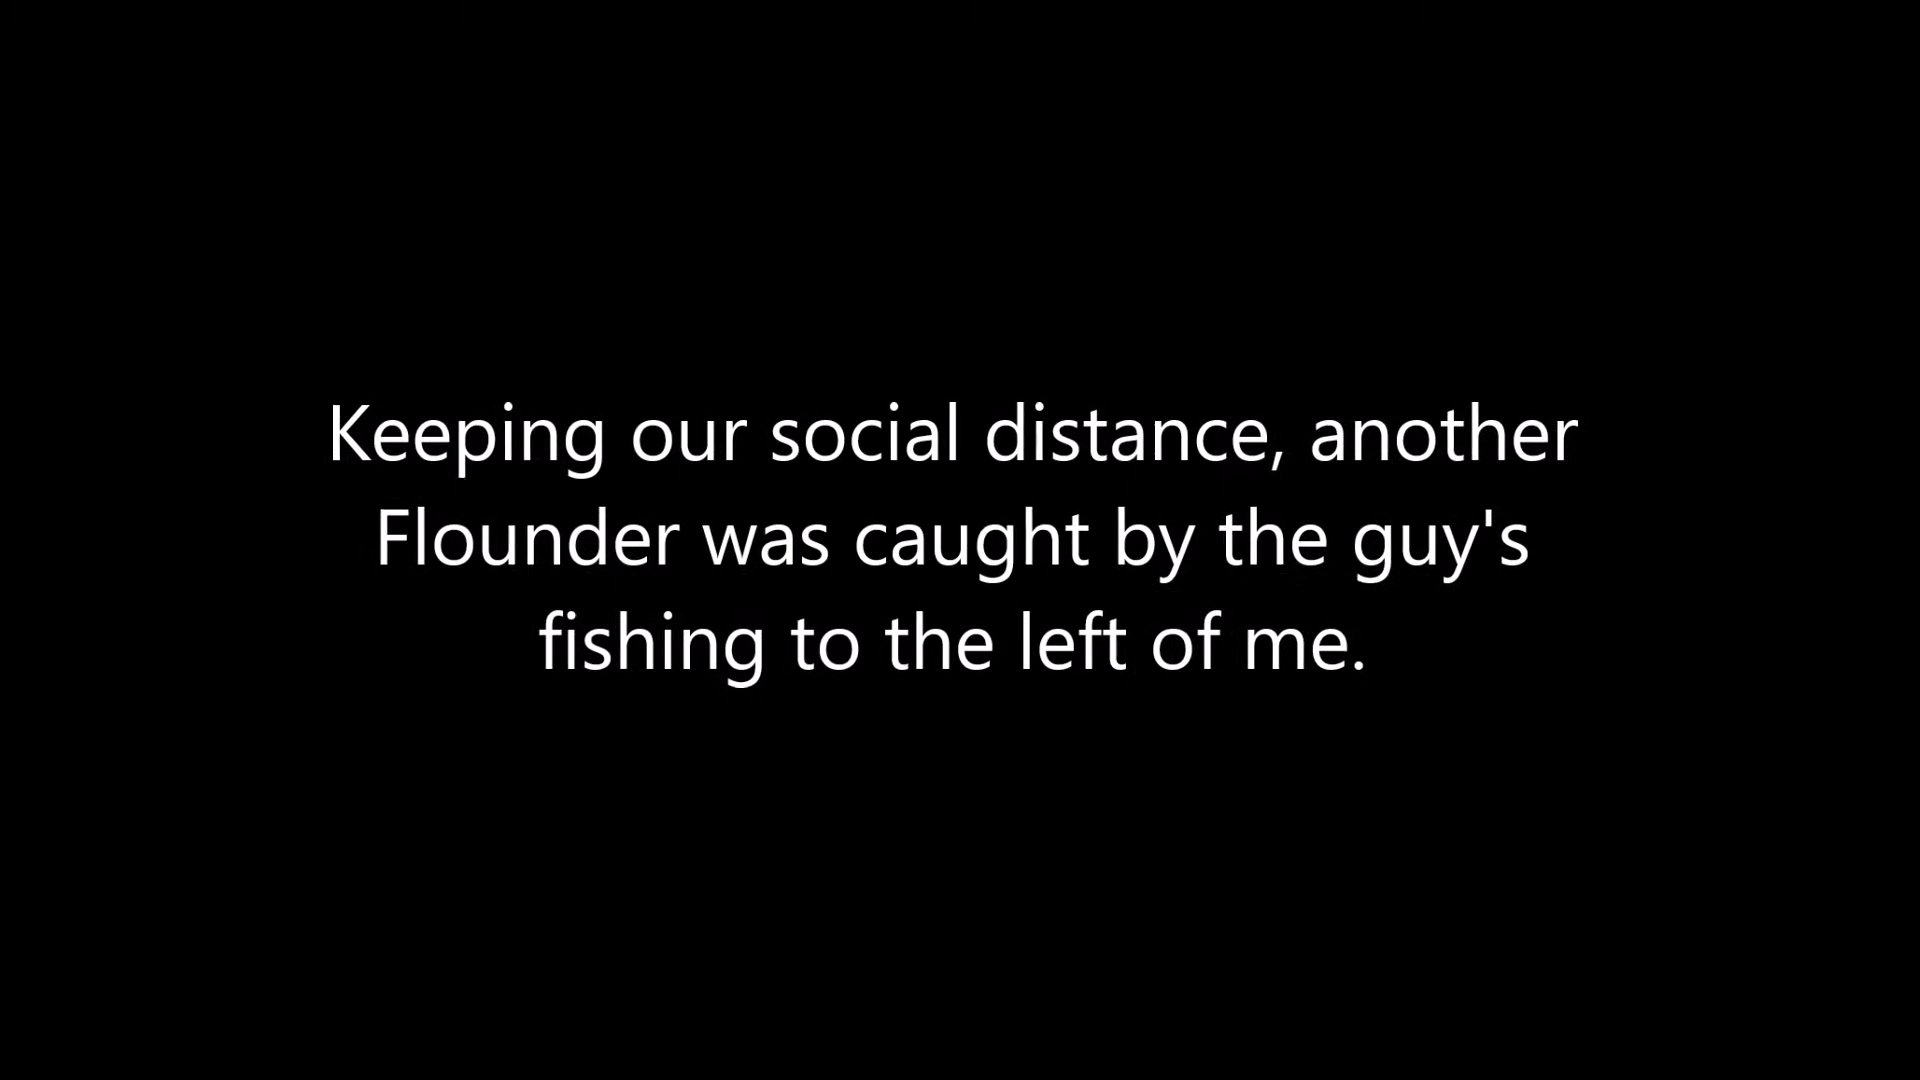 Keeping our social distance, another
Flounder was caught by the guy's
fishing to the left of me.